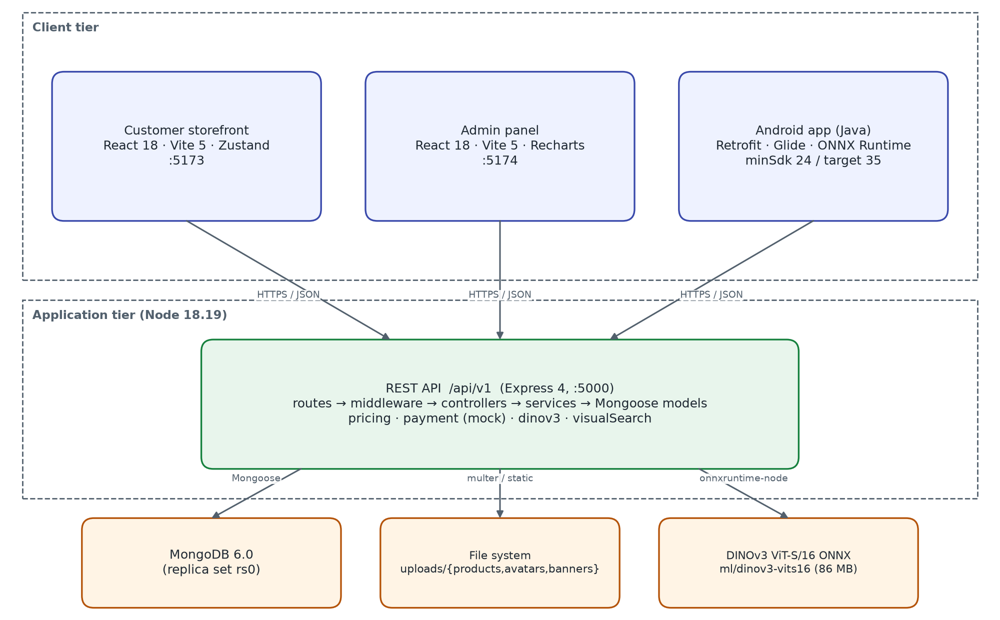 Client tier
Customer storefront
React 18 · Vite 5 · Zustand
:5173
Admin panel
React 18 · Vite 5 · Recharts
:5174
Android app (Java)
Retrofit · Glide · ONNX Runtime
minSdk 24 / target 35
HTTPS / JSON
HTTPS / JSON
HTTPS / JSON
Application tier (Node 18.19)
REST API  /api/v1  (Express 4, :5000)
routes → middleware → controllers → services → Mongoose models
pricing · payment (mock) · dinov3 · visualSearch
Mongoose
multer / static
onnxruntime-node
MongoDB 6.0
(replica set rs0)
File system
uploads/{products,avatars,banners}
DINOv3 ViT-S/16 ONNX
ml/dinov3-vits16 (86 MB)